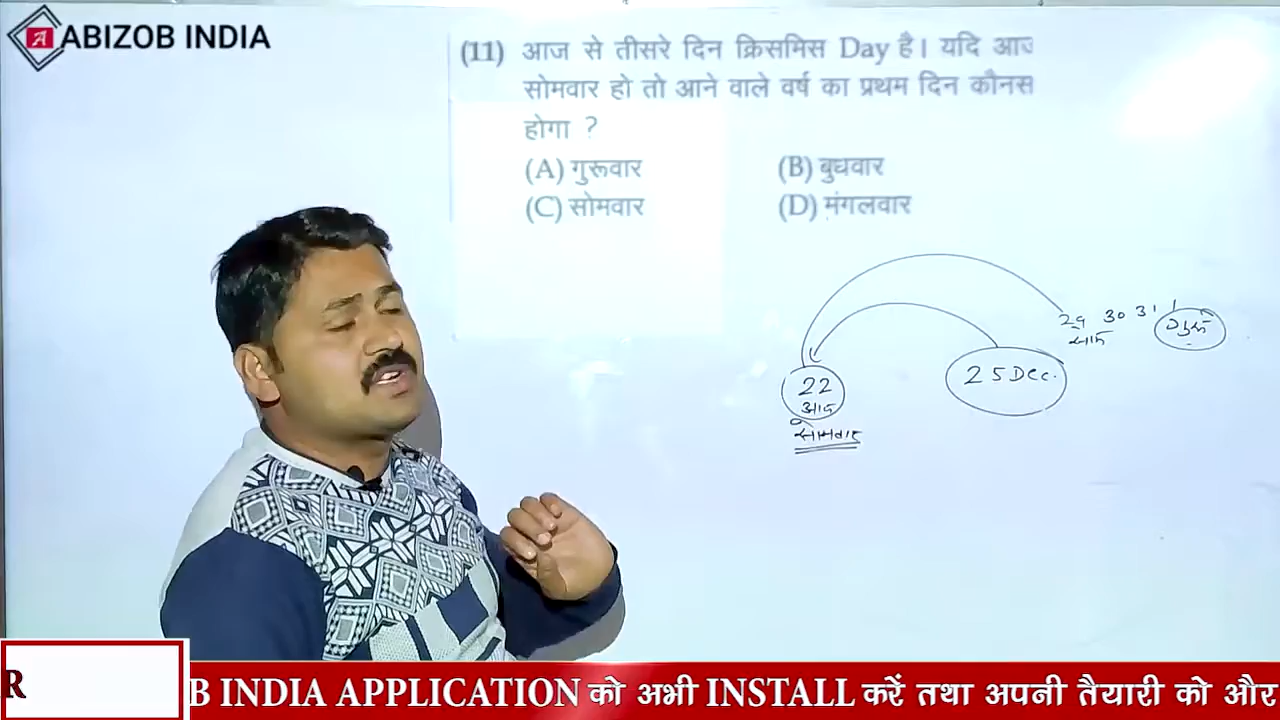 ABIZOB INDIA
(11) आज से तीसरे दिन क्रिसमिस Day है। यदि आज
सोमवार हो तो आने वाले वर्ष का प्रथम दिन कौनस
होगा ?
(A) गुरूवार (B) बुधवार
(C) सोमवार (D) मंगलवार
29 30 31 1
सोम
22
आज
सोमवार
25 Dec.
R
B INDIA APPLICATION को अभी INSTALL करें तथा अपनी तैयारी को और